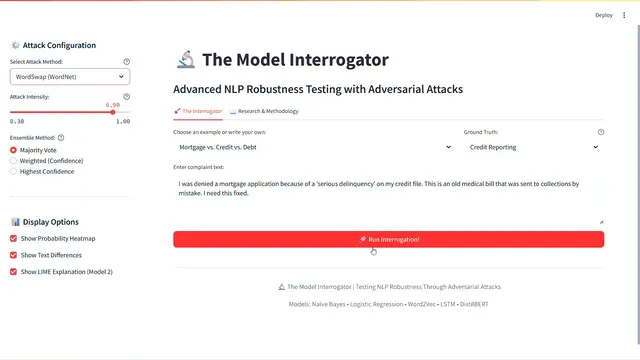 Deploy
Attack Configuration
Select Attack Method:
WordSwap (WordNet)
Attack Intensity:
0.90
0.30 1.00
Ensemble Method:
Majority Vote
Weighted (Confidence)
Highest Confidence
Display Options
Show Probability Heatmap
Show Text Differences
Show LIME Explanation (Model 2)
The Model Interrogator
Advanced NLP Robustness Testing with Adversarial Attacks
The Interrogator Research & Methodology
Choose an example or write your own: Ground Truth:
Mortgage vs. Credit vs. Debt Credit Reporting
Enter complaint text:
I was denied a mortgage application because of a 'serious delinquency' on my credit file. This is an old medical bill that was sent to collections by
mistake. I need this fixed.
Run Interrogation!
The Model Interrogator | Testing NLP Robustness Through Adversarial Attacks
Models: Naive Bayes • Logistic Regression • Word2Vec • LSTM • DistilBERT